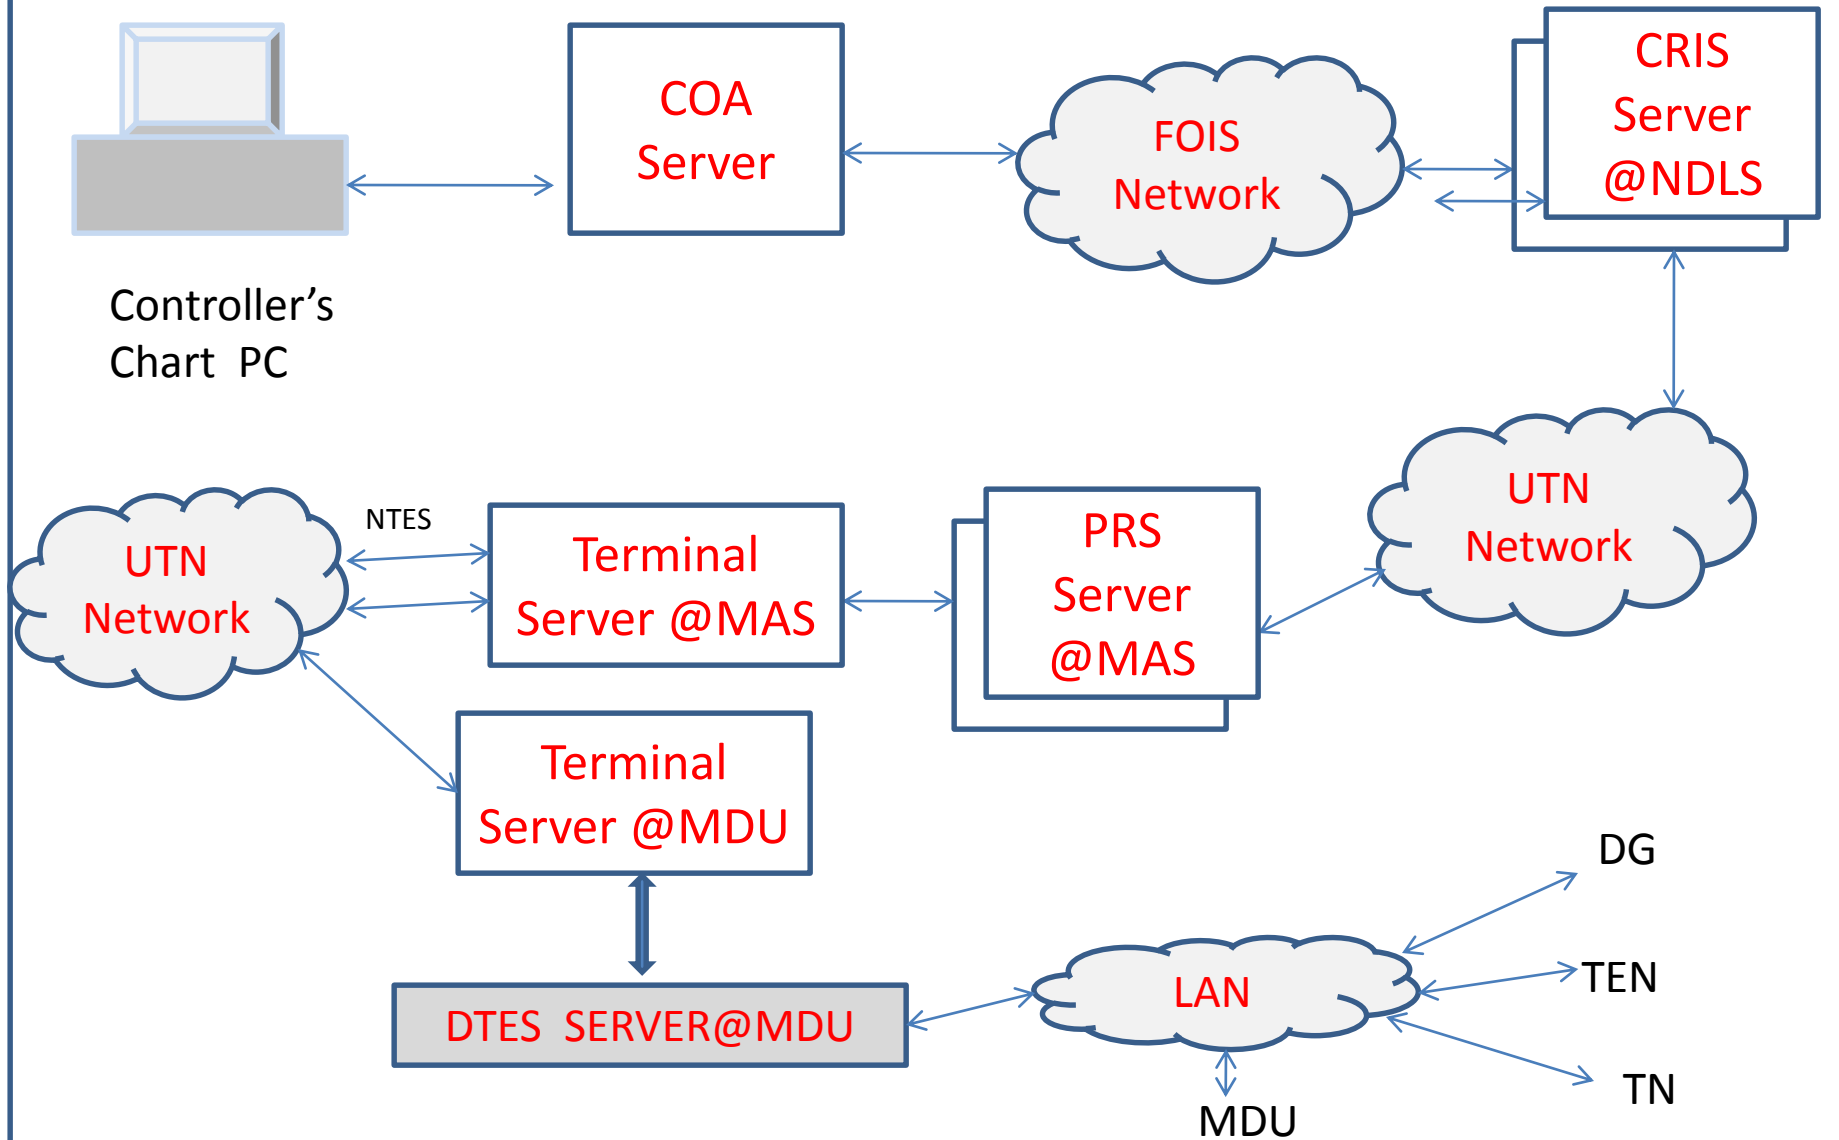 COA
Server
FOIS
Network
CRIS
Server
@NDLS
Controller’s
Chart  PC
UTN
Network
NTES
Terminal
Server @MAS
PRS
Server
@MAS
UTN
Network
Terminal
Server @MDU
DTES  SERVER@MDU
LAN
DG
TEN
TN
MDU